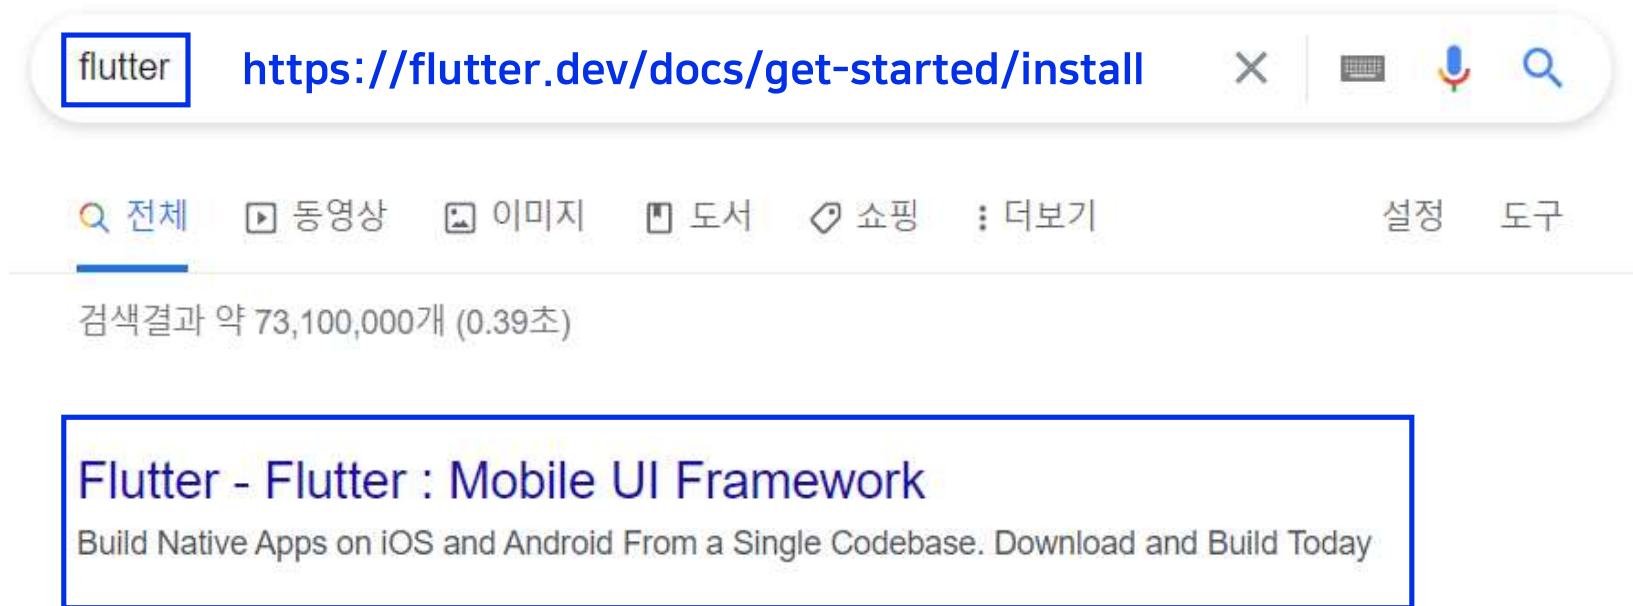 flutter https://flutter.dev/docs/get-started/install
전체 동영상 이미지 도서 쇼핑 더보기 설정 도구
검색결과 약 73,100,000개 (0.39초)
Flutter - Flutter : Mobile UI Framework
Build Native Apps on iOS and Android From a Single Codebase. Download and Build Today